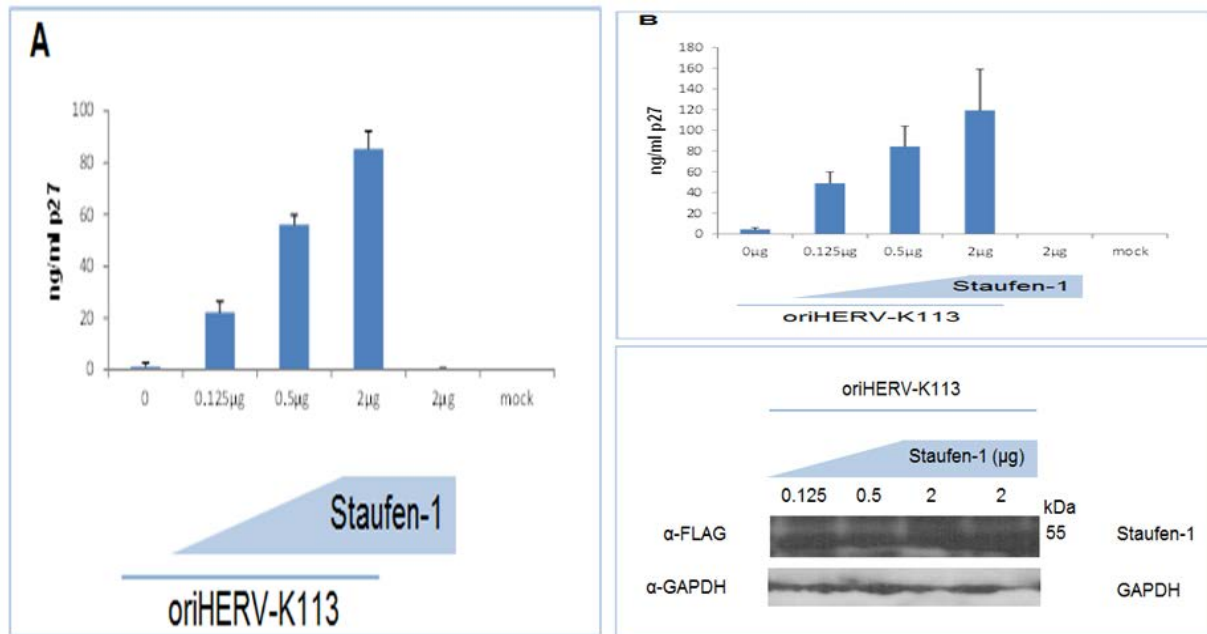 A
ng/ml p27
100
80
60
40
20
0
0 0.125µg 0.5µg 2µg 2µg mock
Staufen-1
oriHERV-K113
B
ng/ml p27
180
160
140
120
100
80
60
40
20
0
0µg 0.125µg 0.5µg 2µg 2µg mock
Staufen-1
oriHERV-K113
oriHERV-K113
Staufen-1 (µg)
0.125 0.5 2 2 kDa
α-FLAG 55 Staufen-1
α-GAPDH GAPDH